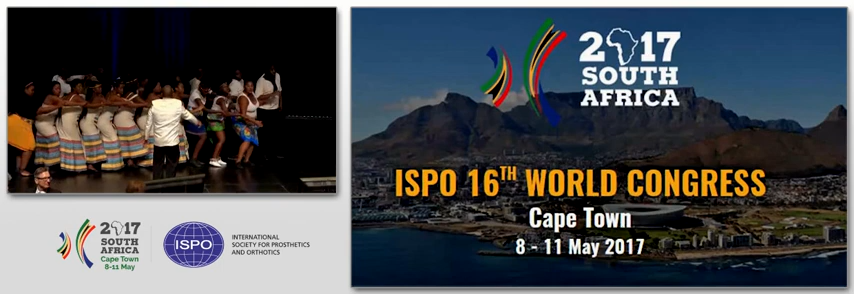 2017
SOUTH
AFRICA
Cape Town
8-11 May
ISPO
INTERNATIONAL
SOCIETY FOR PROSTHETICS
AND ORTHOTICS
2017
SOUTH
AFRICA
ISPO 16TH WORLD CONGRESS
Cape Town
8 - 11 May 2017